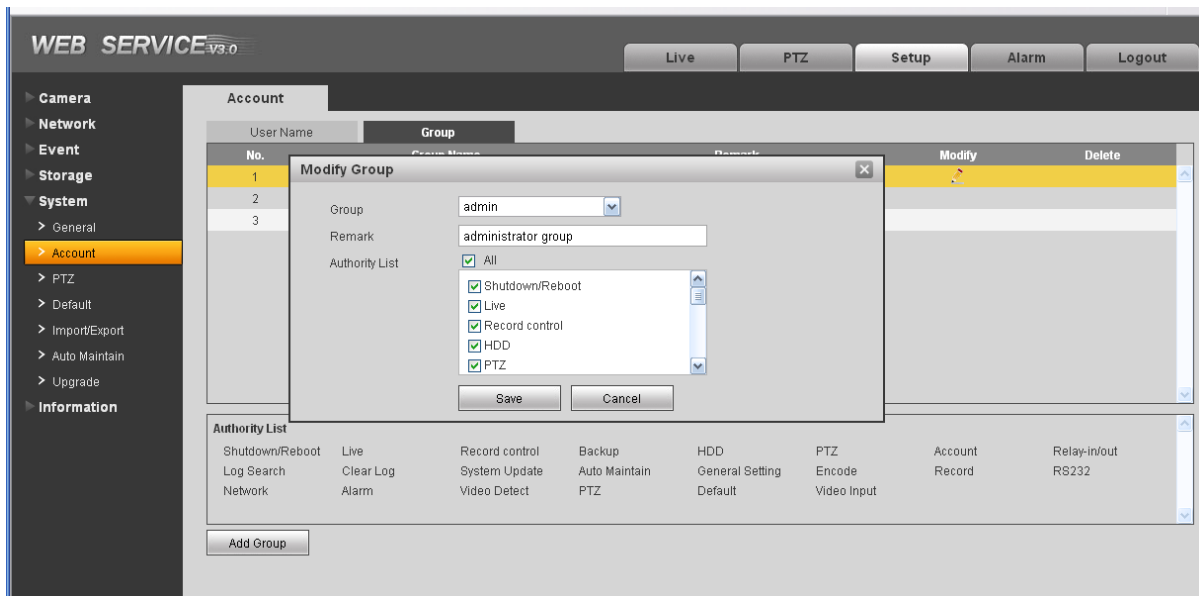 WEB SERVICE V3.0
Live PTZ Setup Alarm Logout
Camera
Network
Event
Storage
System
General
Account
PTZ
Default
Import/Export
Auto Maintain
Upgrade
Information
Account
User Name Group
No. Group Name Remark Modify Delete
1
2
3
Modify Group
Group admin
Remark administrator group
Authority List All
Shutdown/Reboot
Live
Record control
HDD
PTZ
Save Cancel
Authority List
Shutdown/Reboot Live Record control Backup HDD PTZ Account Relay-in/out
Log Search Clear Log System Update Auto Maintain General Setting Encode Record RS232
Network Alarm Video Detect PTZ Default Video Input
Add Group